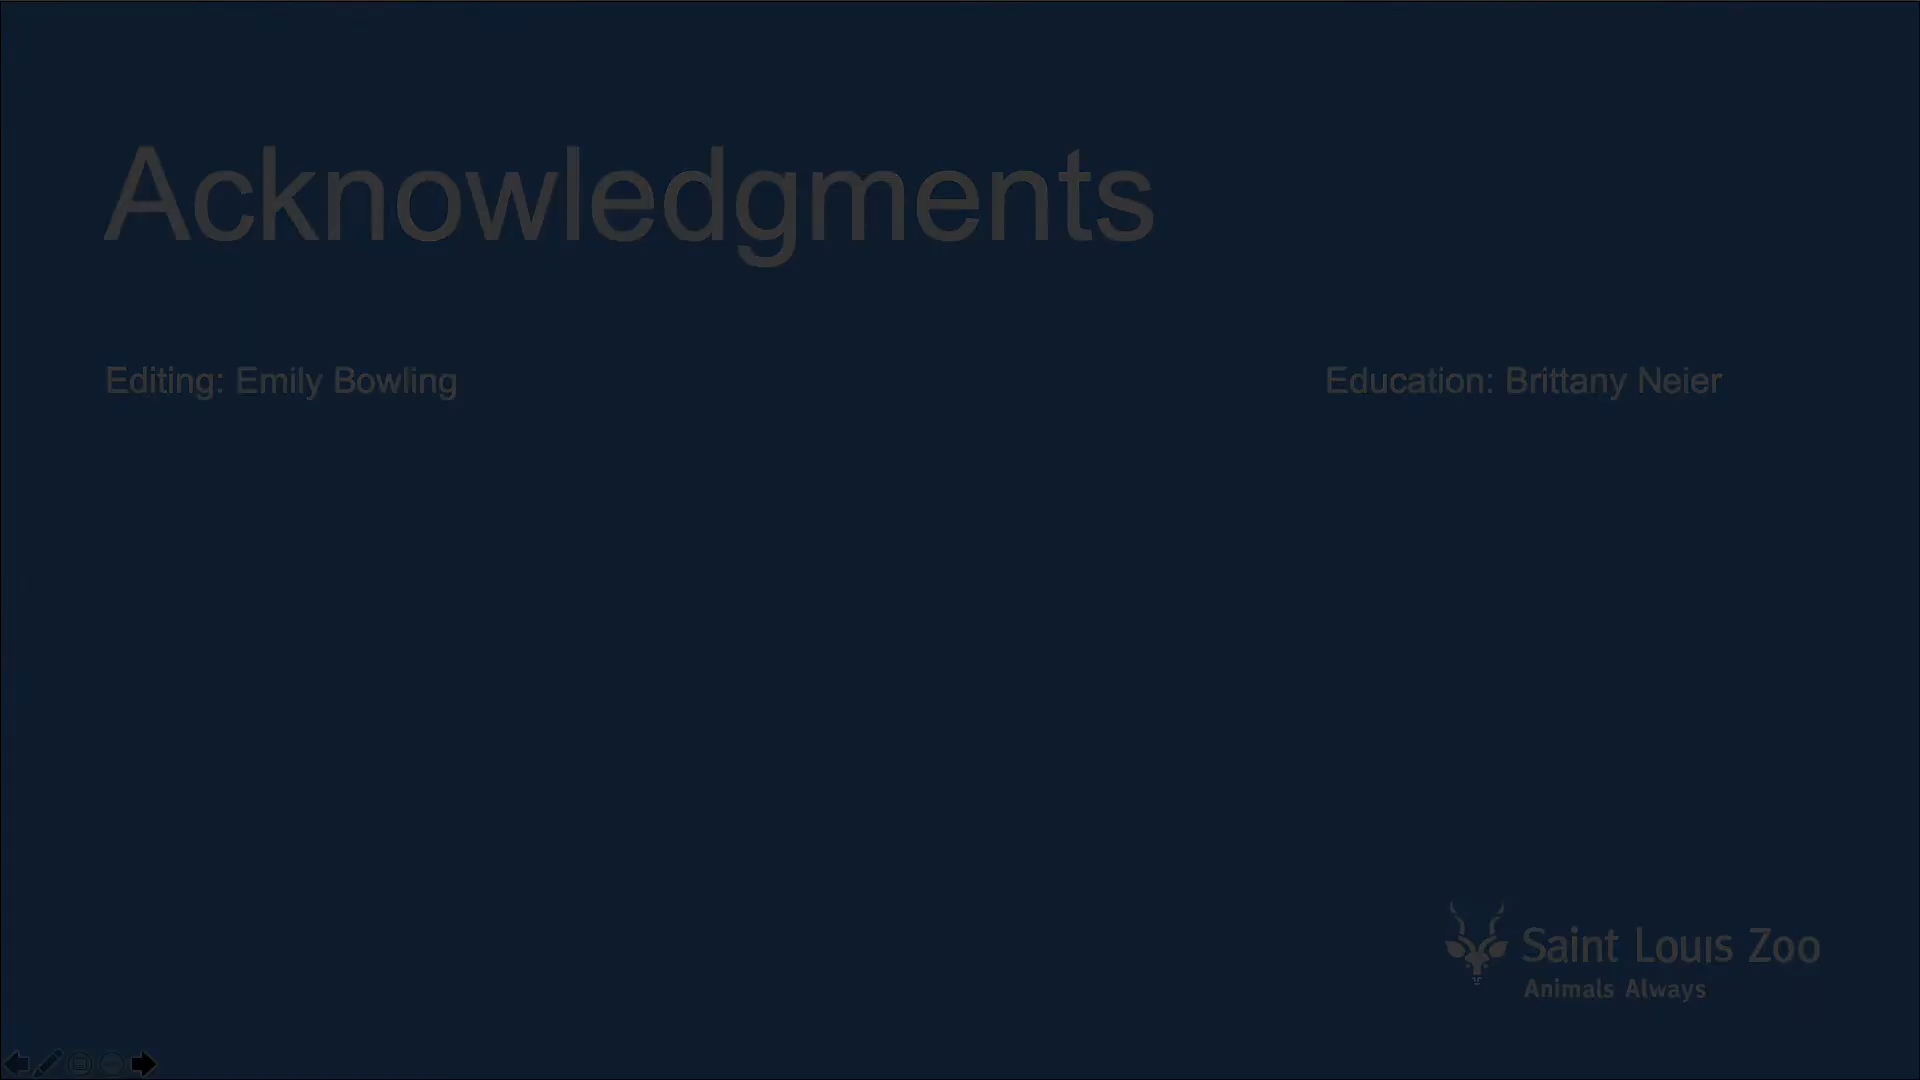 Acknowledgments
Editing: Emily Bowling
Education: Brittany Neier
Saint Louis Zoo
Animals Always